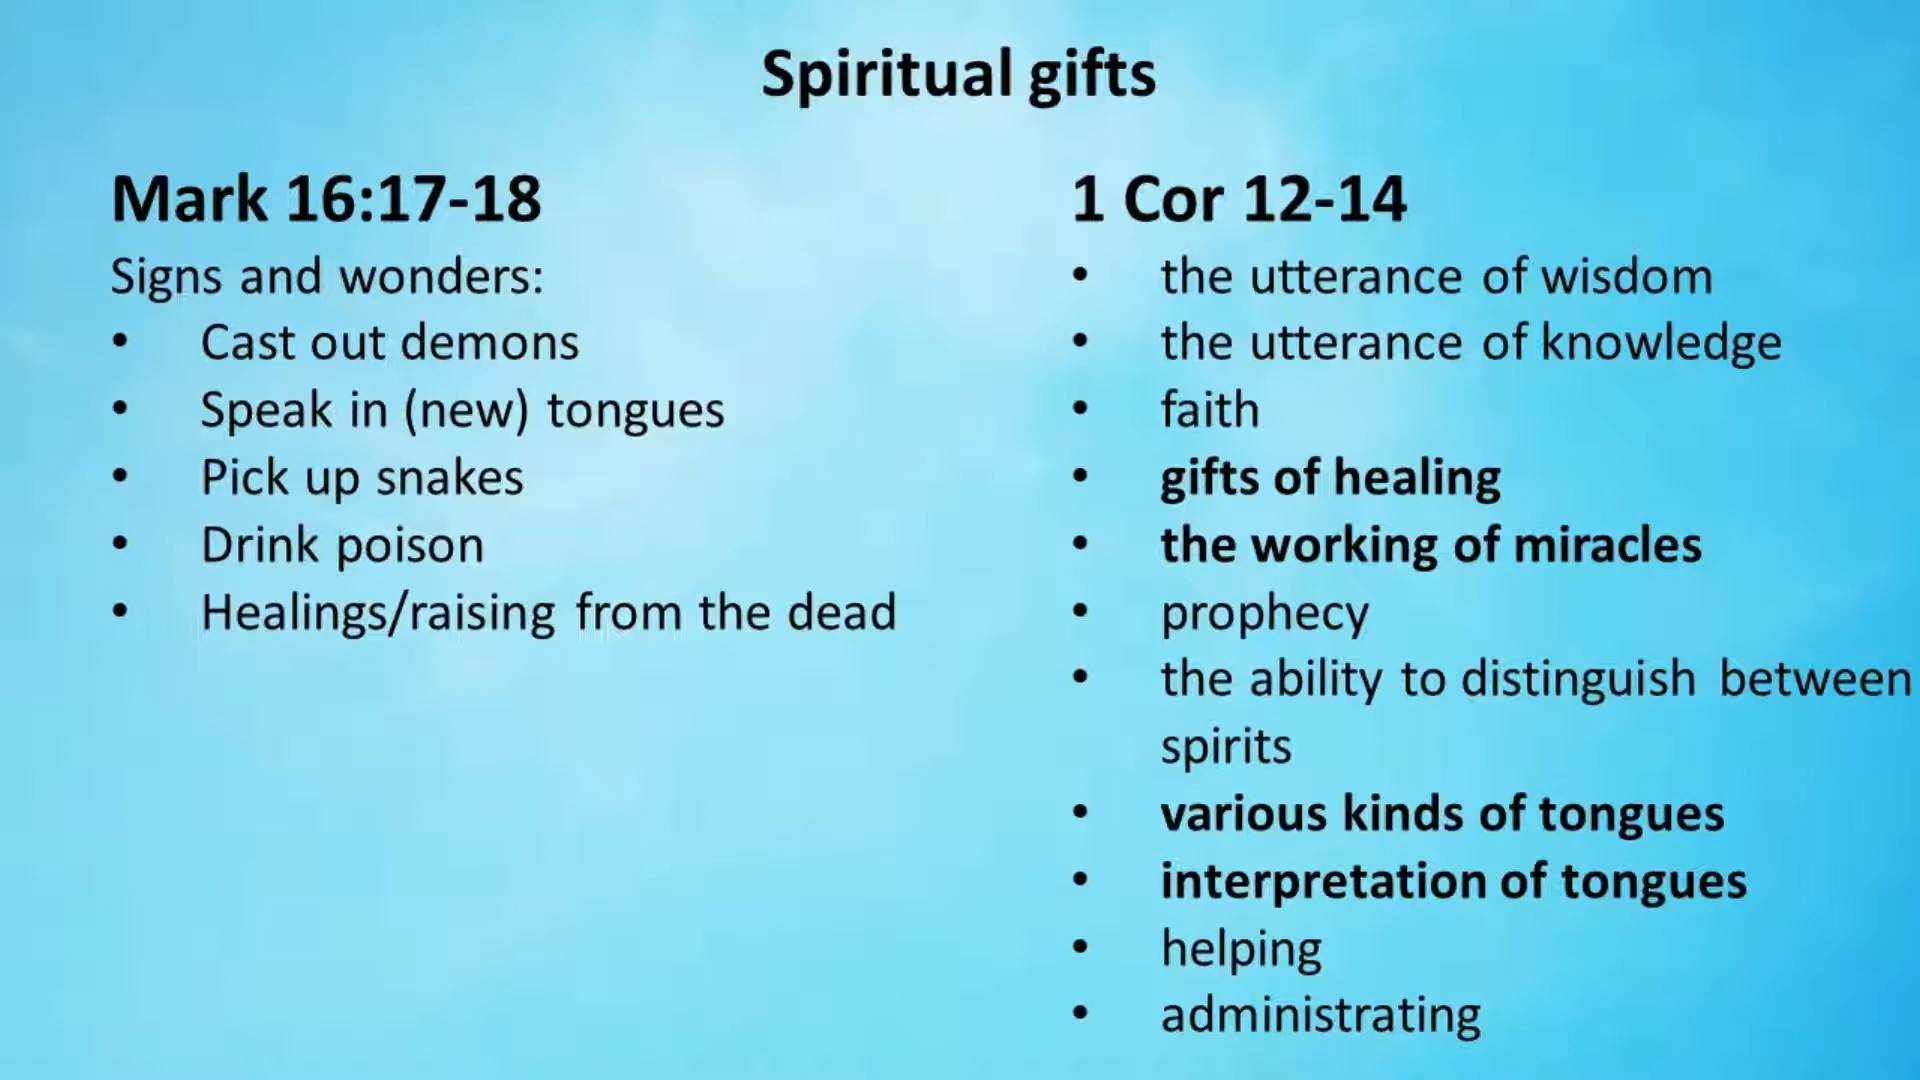 Spiritual gifts
Mark 16:17-18
Signs and wonders:
• Cast out demons
• Speak in (new) tongues
• Pick up snakes
• Drink poison
• Healings/raising from the dead
1 Cor 12-14
• the utterance of wisdom
• the utterance of knowledge
• faith
• gifts of healing
• the working of miracles
• prophecy
• the ability to distinguish between
spirits
• various kinds of tongues
• interpretation of tongues
• helping
• administrating